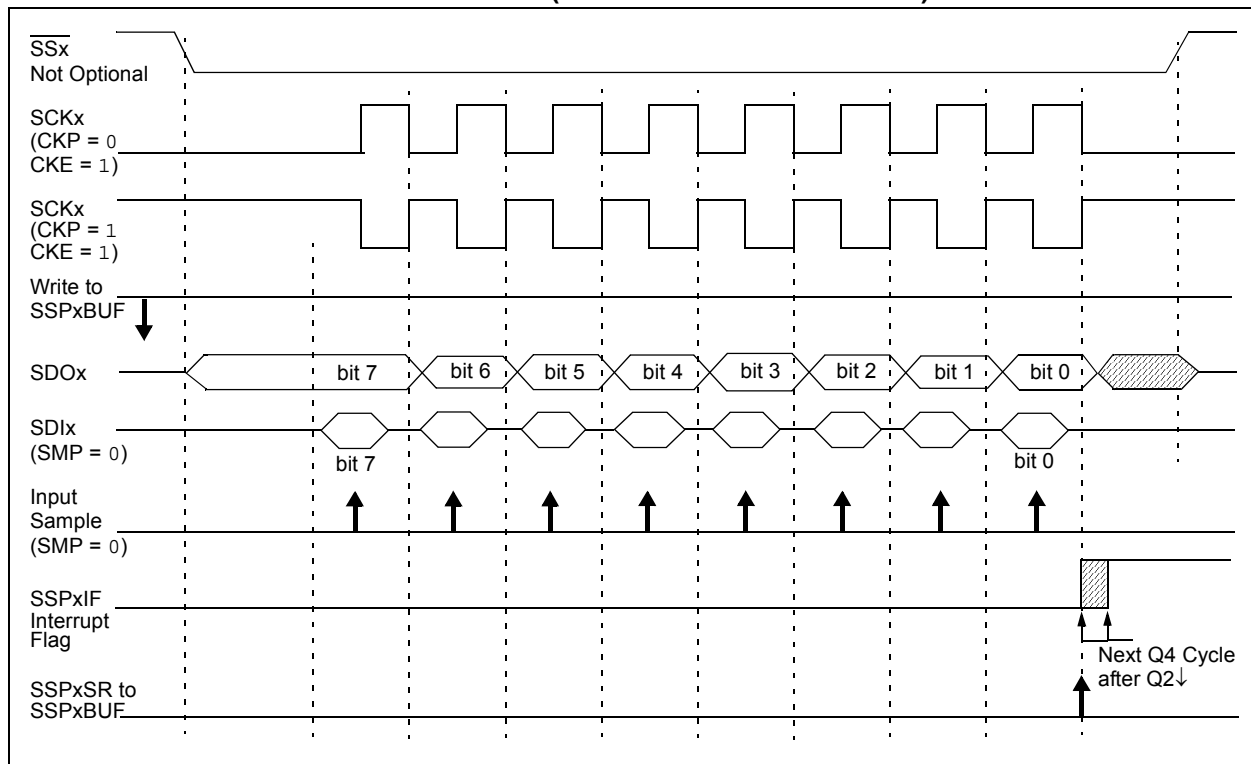 SSx
Not Optional
SCKx
(CKP = 0
CKE = 1)
SCKx
(CKP = 1
CKE = 1)
Write to
SSPxBUF
SDOx
bit 7 bit 6 bit 5 bit 4 bit 3 bit 2 bit 1 bit 0
SDIx
(SMP = 0)
bit 7 bit 0
Input
Sample
(SMP = 0)
SSPxIF
Interrupt
Flag
Next Q4 Cycle
after Q2↓
SSPxSR to
SSPxBUF